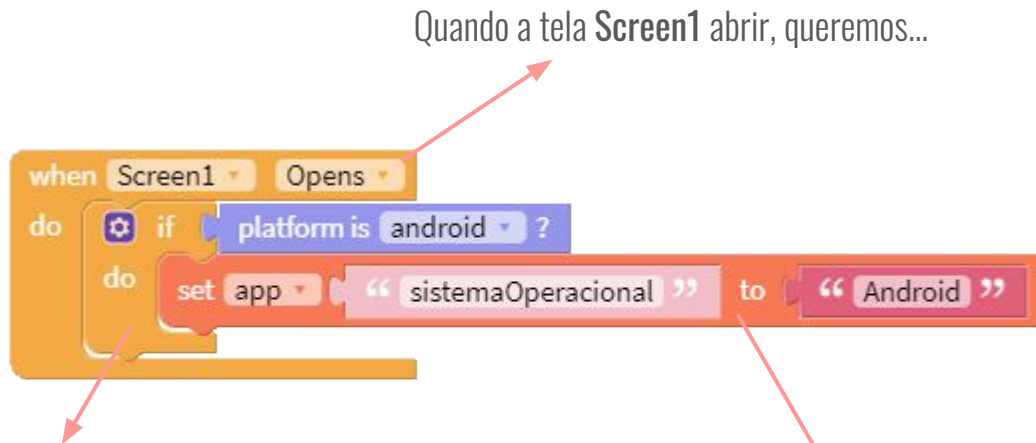 Quando a tela Screen1 abrir, queremos...
when Screen1 Opens
do if platform is android ?
do set app “ sistemaOperacional ” to “ Android ”